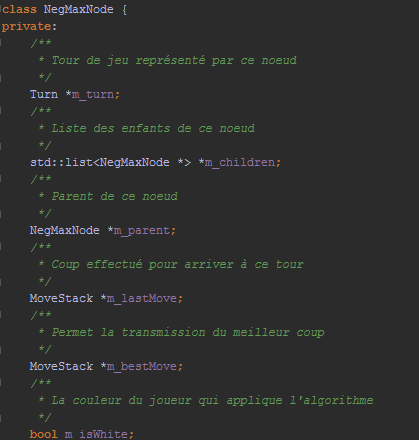 class NegMaxNode {
private:
/**
* Tour de jeu représenté par ce noeud
*/
Turn *m_turn;
/**
* Liste des enfants de ce noeud
*/
std::list<NegMaxNode *> *m_children;
/**
* Parent de ce noeud
*/
NegMaxNode *m_parent;
/**
* Coup effectué pour arriver à ce tour
*/
MoveStack *m_lastMove;
/**
* Permet la transmission du meilleur coup
*/
MoveStack *m_bestMove;
/**
* La couleur du joueur qui applique l'algorithme
*/
bool m_isWhite;